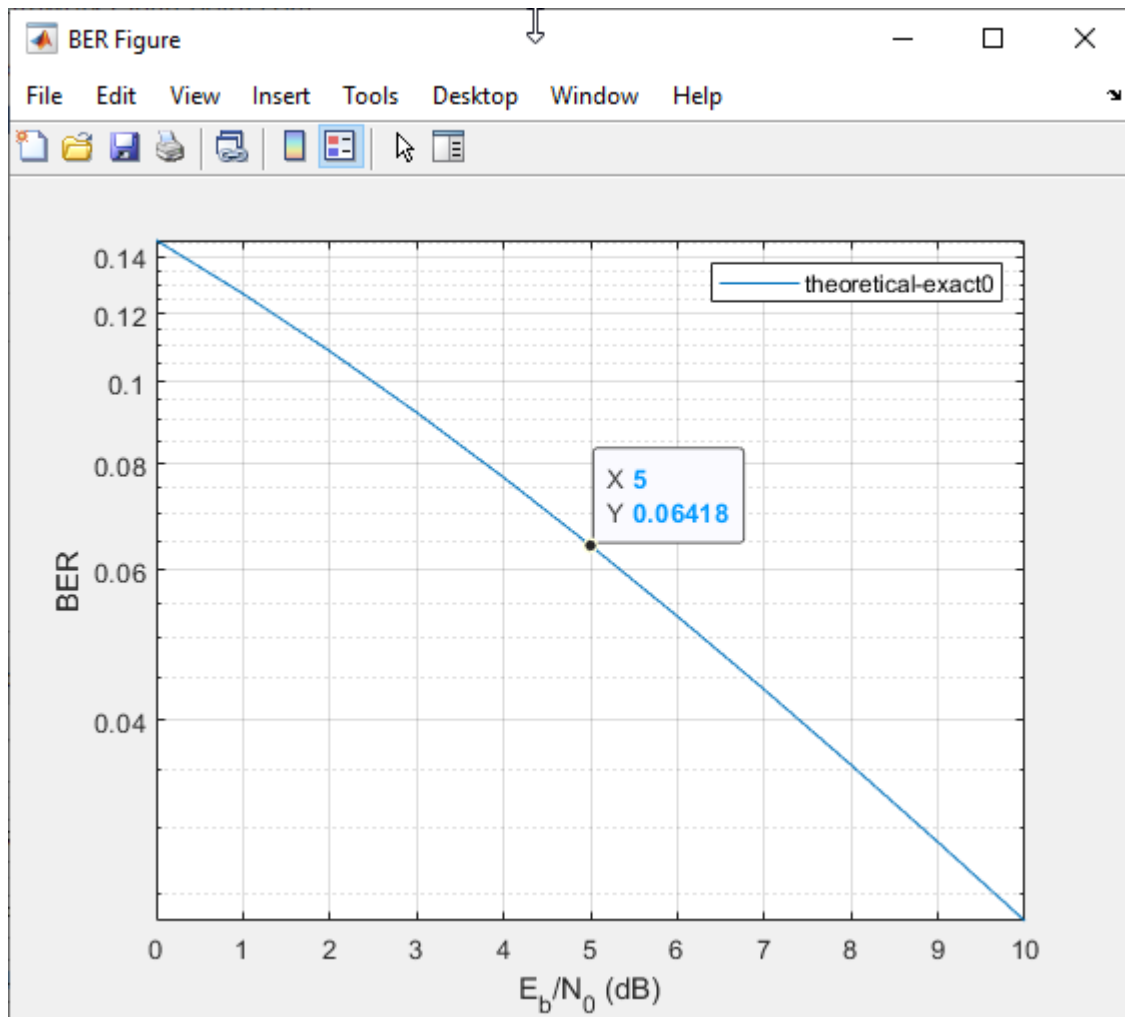 BER Figure
File Edit View Insert Tools Desktop Window Help
0.14
theoretical-exact0
0.12
0.1
0.08
X 5
Y 0.06418
0.06
BER
0.04
0 1 2 3 4 5 6 7 8 9 10
E_b/N_0 (dB)